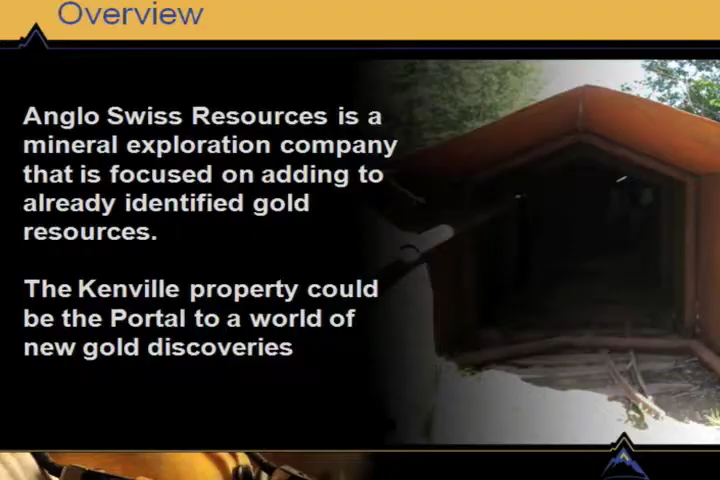 Overview
Anglo Swiss Resources is a
mineral exploration company
that is focused on adding to
already identified gold
resources.
The Kenville property could
be the Portal to a world of
new gold discoveries